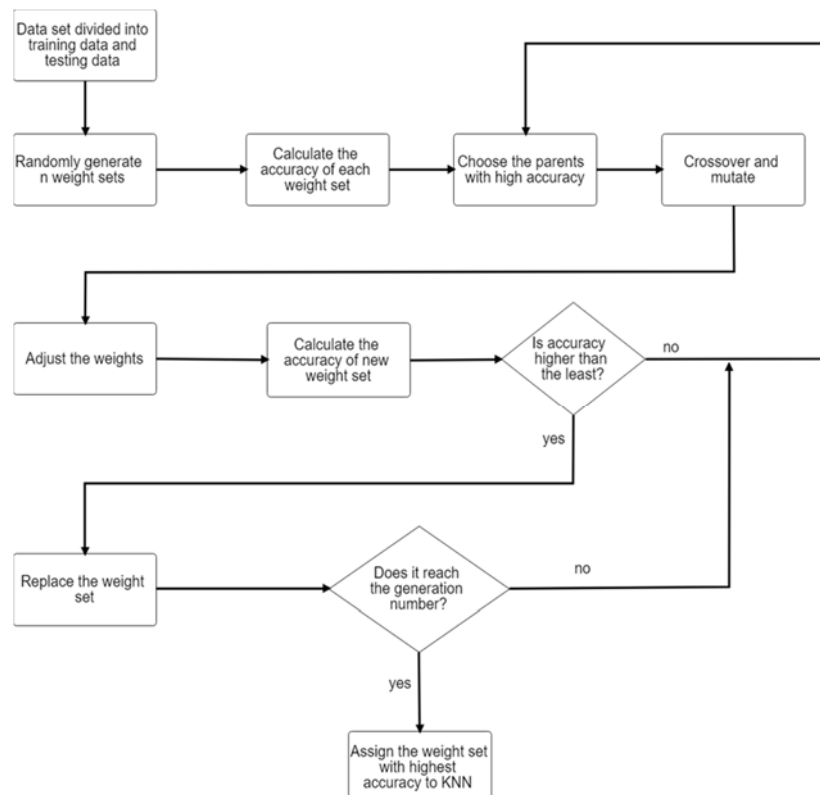 Data set divided into
training data and
testing data
Randomly generate
n weight sets
Calculate the
accuracy of each
weight set
Choose the parents
with high accuracy
Crossover and
mutate
Adjust the weights
Calculate the
accuracy of new
weight set
Is accuracy
higher than
the least?
no
yes
Replace the weight
set
Does it reach
the generation
number?
no
yes
Assign the weight set
with highest
accuracy to KNN